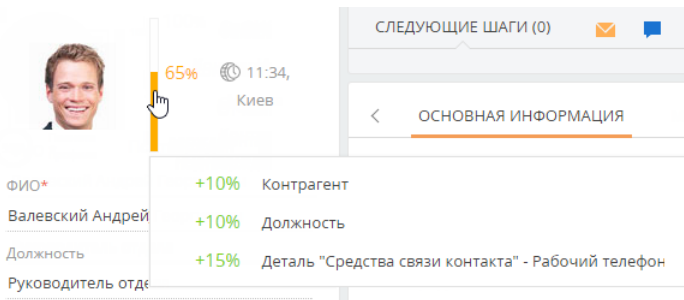 СЛЕДУЮЩИЕ ШАГИ (0)
65%
11:34,
Киев
ОСНОВНАЯ ИНФОРМАЦИЯ
ФИО*
Валевский Андрей
Должность
Руководитель отде
+10% Контрагент
+10% Должность
+15% Деталь "Средства связи контакта" - Рабочий телефон